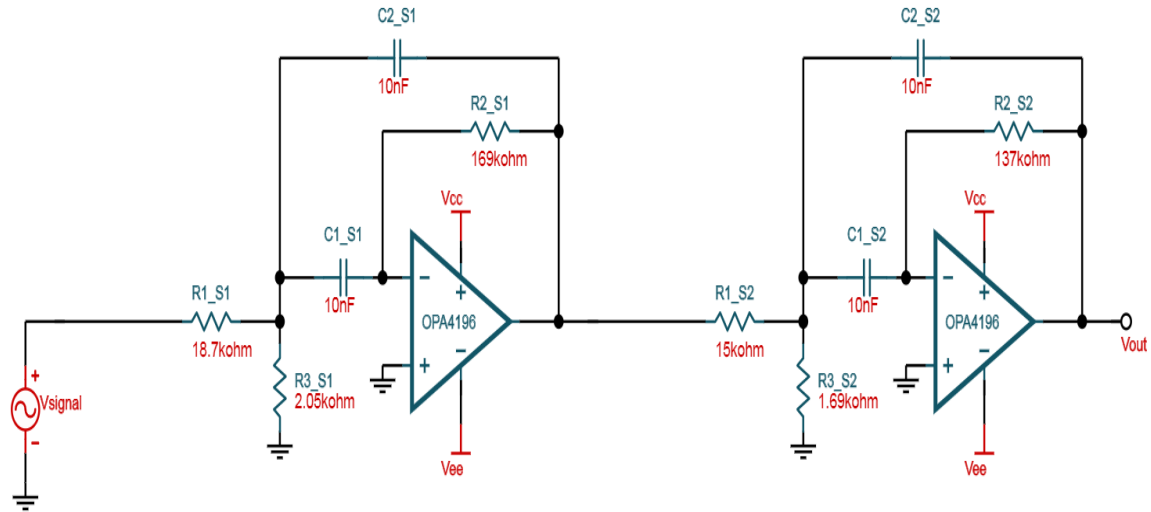 C2_S1
10nF
R2_S1
169kohm
Vcc
C1_S1
10nF
R1_S1
18.7kohm
OPA4196
R3_S1
2.05kohm
Vsignal
Vee
C2_S2
10nF
R2_S2
137kohm
Vcc
C1_S2
10nF
R1_S2
15kohm
OPA4196
R3_S2
1.69kohm
Vee
Vout